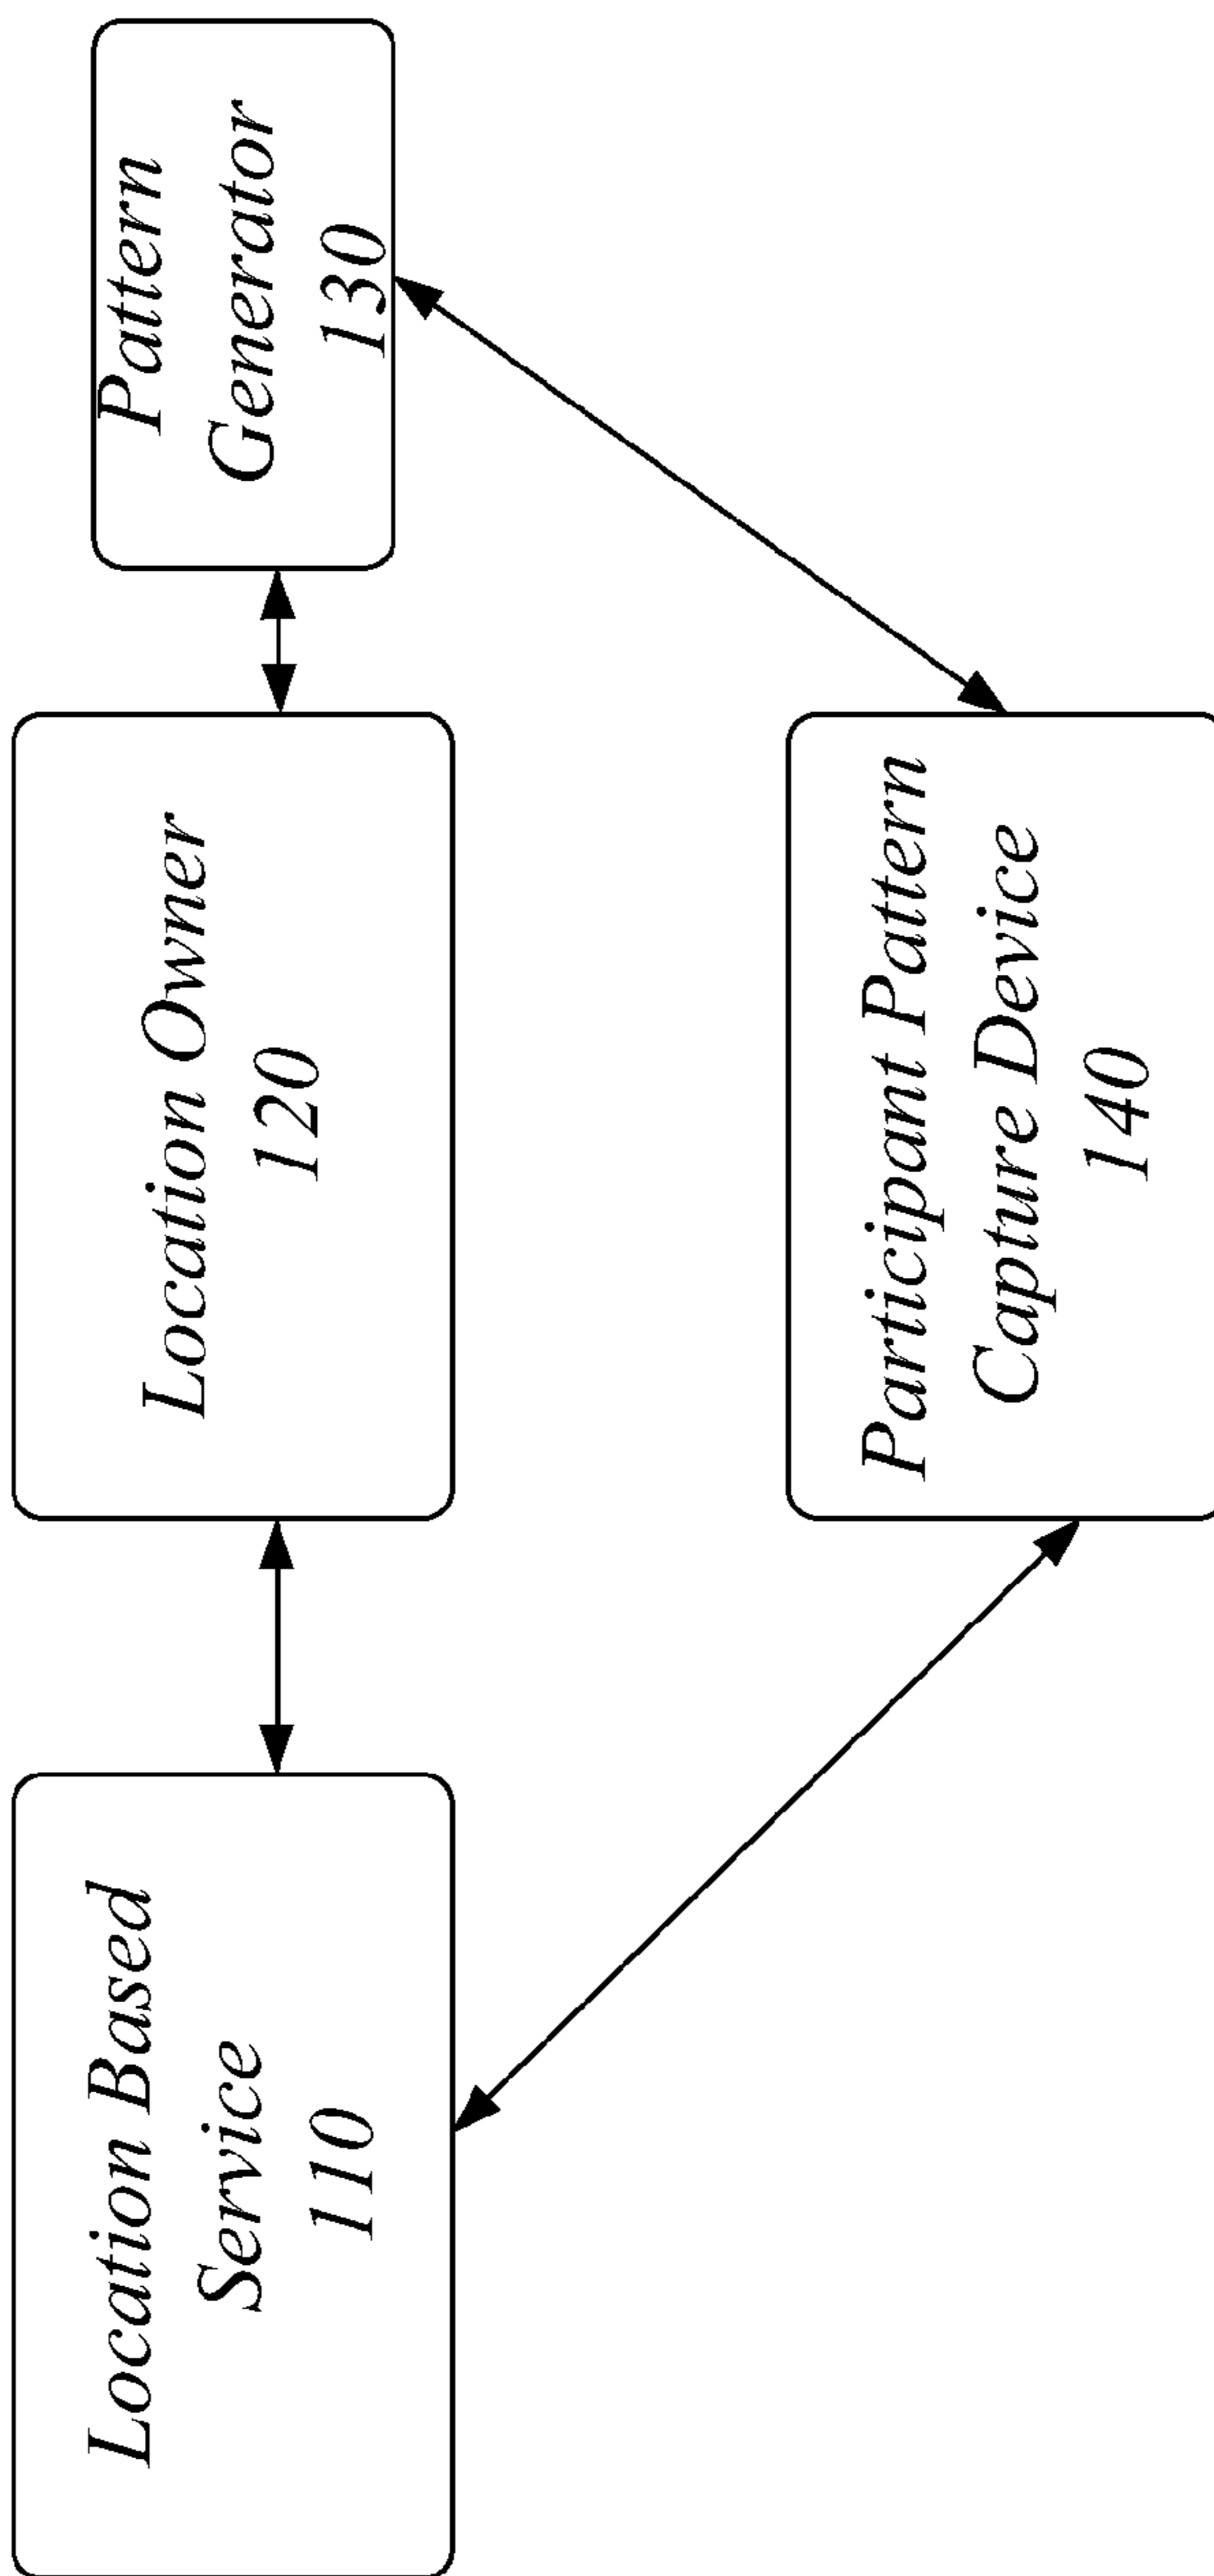 Location Based
Service
110
Location Owner
120
Pattern
Generator
130
Participant Pattern
Capture Device
140